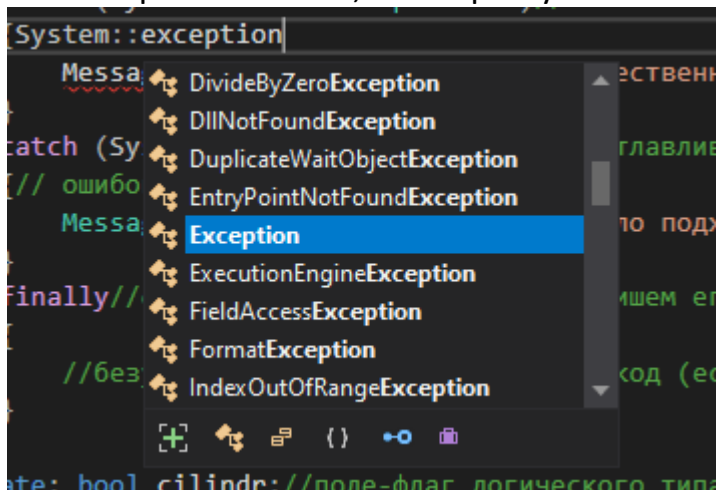 {System::exception
Messa DivideByZeroException ественн
}
catch (Sy DllNotFoundException главлив
{// ошибо DuplicateWaitObjectException
EntryPointNotFoundException
Messa Exception ло подх
}
ExecutionEngineException
finally// FieldAccessException ишем ег
{
FormatException
//без IndexOutOfRangeException код (ес
}
ate: bool cilindr;//поле-флаг логического типа